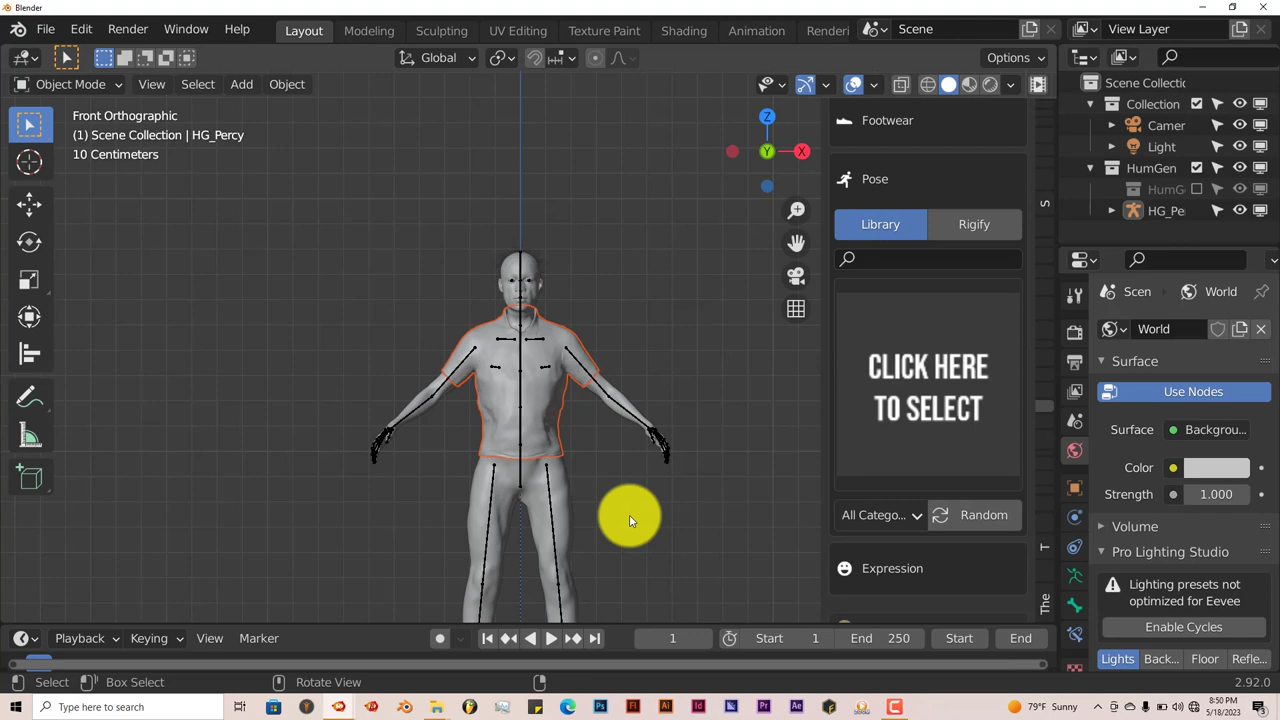 Blender
File Edit Render Window Help Layout Modeling Sculpting UV Editing Texture Paint Shading Animation Renderi Scene View Layer
Global Options
Object Mode View Select Add Object
Front Orthographic
(1) Scene Collection | HG_Percy
10 Centimeters
Z
Y X
Footwear
Pose
Library Rigify
CLICK HERE
TO SELECT
All Catego... Random
Expression
S
T
The
Scene Collectio
Collection
Camer
Light
HumGen
HumG
HG_Pe
Scen World
World
Surface
Use Nodes
Surface Backgrou...
Color
Strength 1.000
Volume
Pro Lighting Studio
Lighting presets not
optimized for Eevee
Enable Cycles
Lights Back... Floor Refle...
Playback Keying View Marker 1 Start 1 End 250 Start End
Select Box Select Rotate View 2.92.0
Type here to search 79°F Sunny 8:50 PM
5/18/2023